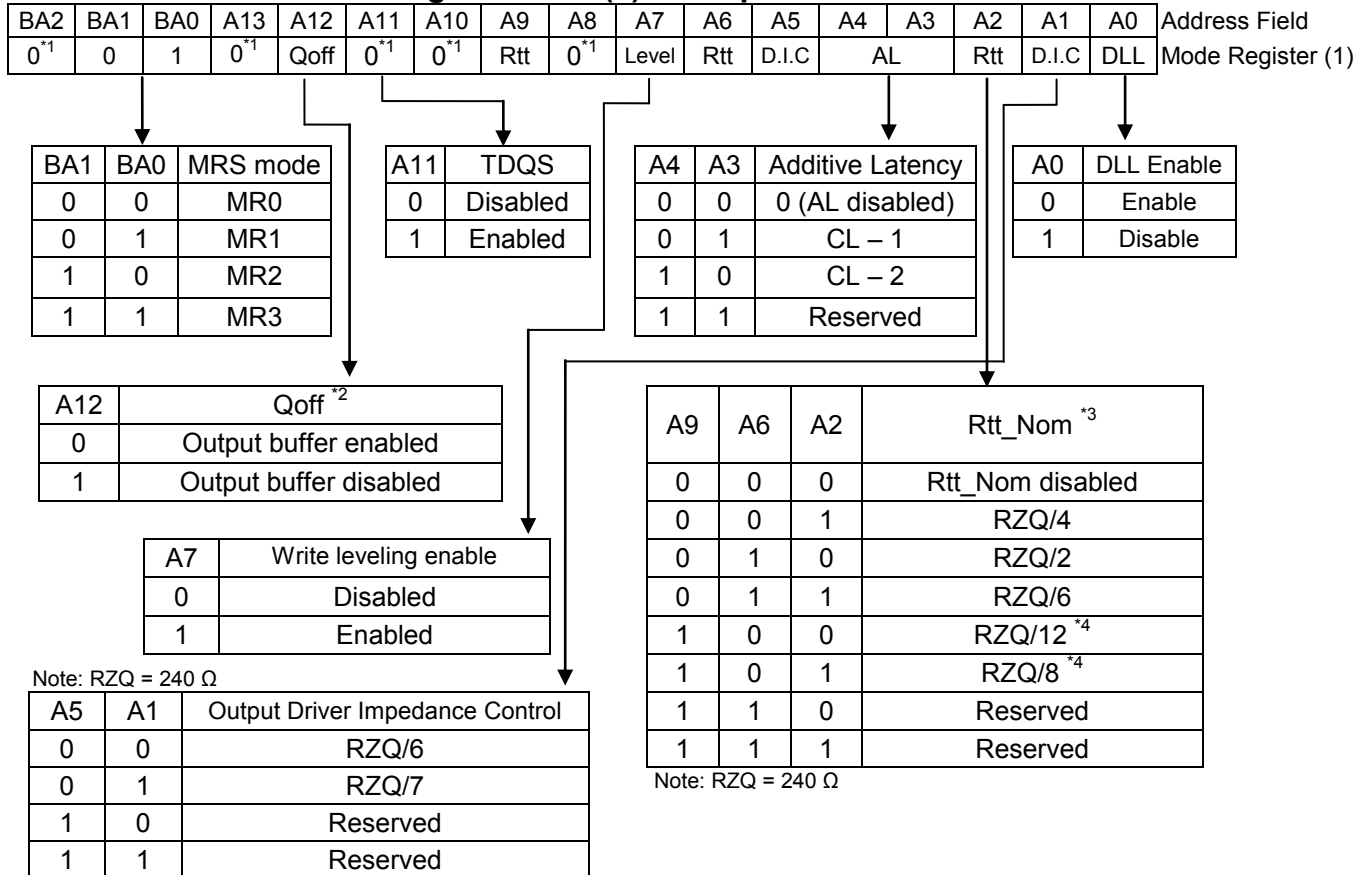 BA2 BA1 BA0 A13 A12 A11 A10 A9 A8 A7 A6 A5 A4 A3 A2 A1 A0 Address Field
0*1 0 1 0*1 Qoff 0*1 0*1 Rtt 0*1 Level Rtt D.I.C AL Rtt D.I.C DLL Mode Register (1)
BA1 BA0 MRS mode
0 0 MR0
0 1 MR1
1 0 MR2
1 1 MR3
A11 TDQS
0 Disabled
1 Enabled
A4 A3 Additive Latency
0 0 0 (AL disabled)
0 1 CL – 1
1 0 CL – 2
1 1 Reserved
A0 DLL Enable
0 Enable
1 Disable
A12 Qoff *2
0 Output buffer enabled
1 Output buffer disabled
A9 A6 A2 Rtt_Nom *3
0 0 0 Rtt_Nom disabled
0 0 1 RZQ/4
0 1 0 RZQ/2
0 1 1 RZQ/6
1 0 0 RZQ/12 *4
1 0 1 RZQ/8 *4
1 1 0 Reserved
1 1 1 Reserved
Note: RZQ = 240 Ω
A7 Write leveling enable
0 Disabled
1 Enabled
Note: RZQ = 240 Ω
A5 A1 Output Driver Impedance Control
0 0 RZQ/6
0 1 RZQ/7
1 0 Reserved
1 1 Reserved